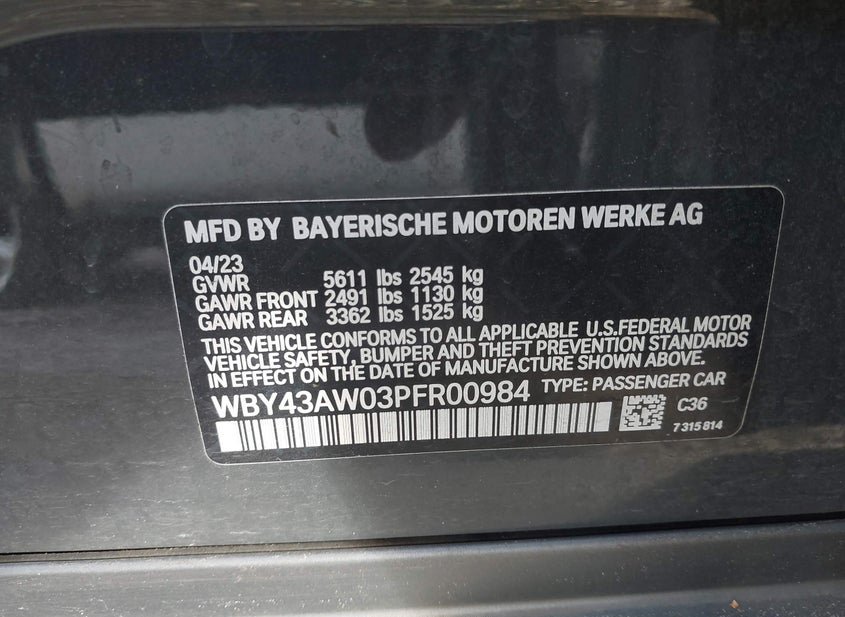 MFD BY BAYERISCHE MOTOREN WERKE AG
04/23
GVWR 5611 lbs 2545 kg
GAWR FRONT 2491 lbs 1130 kg
GAWR REAR 3362 lbs 1525 kg
THIS VEHICLE CONFORMS TO ALL APPLICABLE U.S.FEDERAL MOTOR
VEHICLE SAFETY, BUMPER AND THEFT PREVENTION STANDARDS
IN EFFECT ON THE DATE OF MANUFACTURE SHOWN ABOVE.
WBY43AW03PFR00984 TYPE: PASSENGER CAR
C36
7 315 814